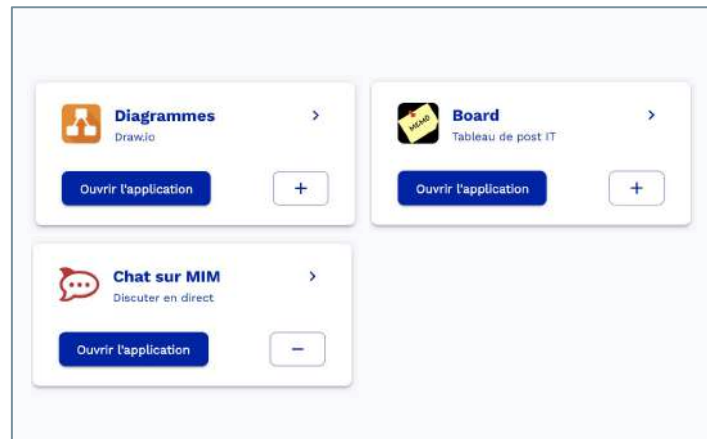 Diagrammes
Draw.io
Ouvrir l'application
+
MEMO
Board
Tableau de post IT
Ouvrir l'application
+
Chat sur MIM
Discuter en direct
Ouvrir l'application
−